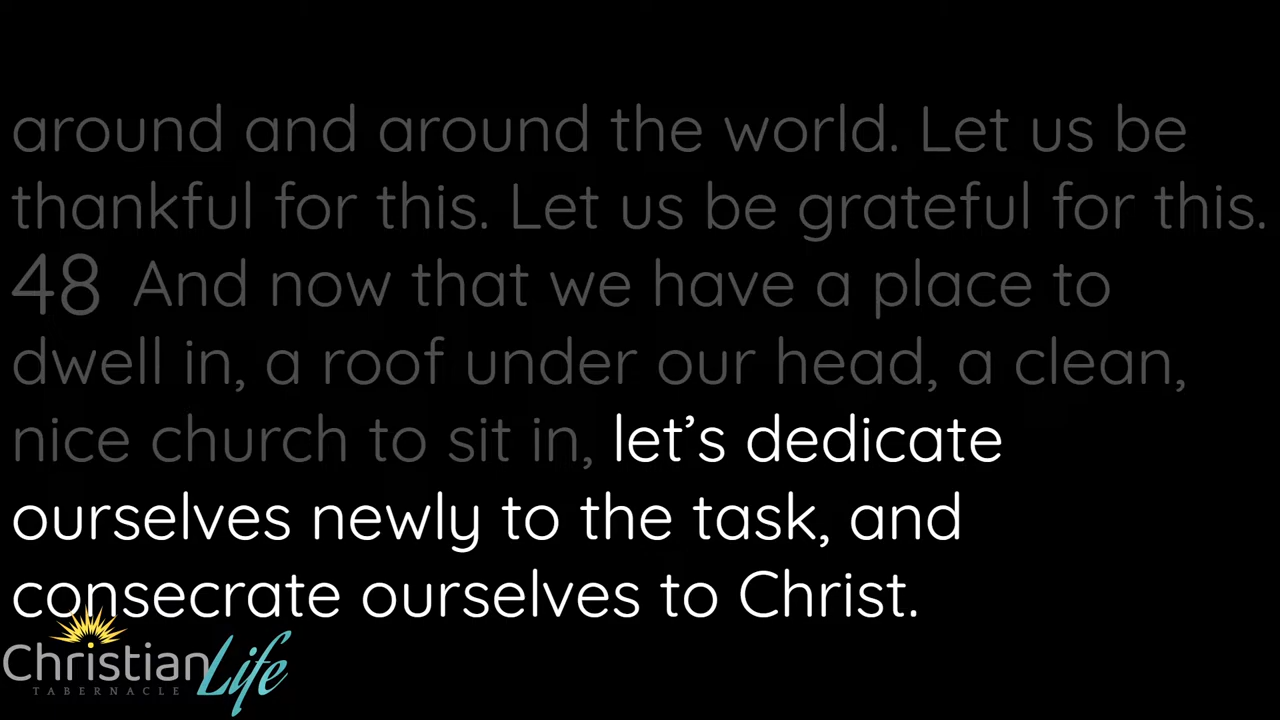 around and around the world. Let us be
thankful for this. Let us be grateful for this.
48 And now that we have a place to
dwell in, a roof under our head, a clean,
nice church to sit in, let’s dedicate
ourselves newly to the task, and
consecrate ourselves to Christ.
Christian Life
TABERNACLE